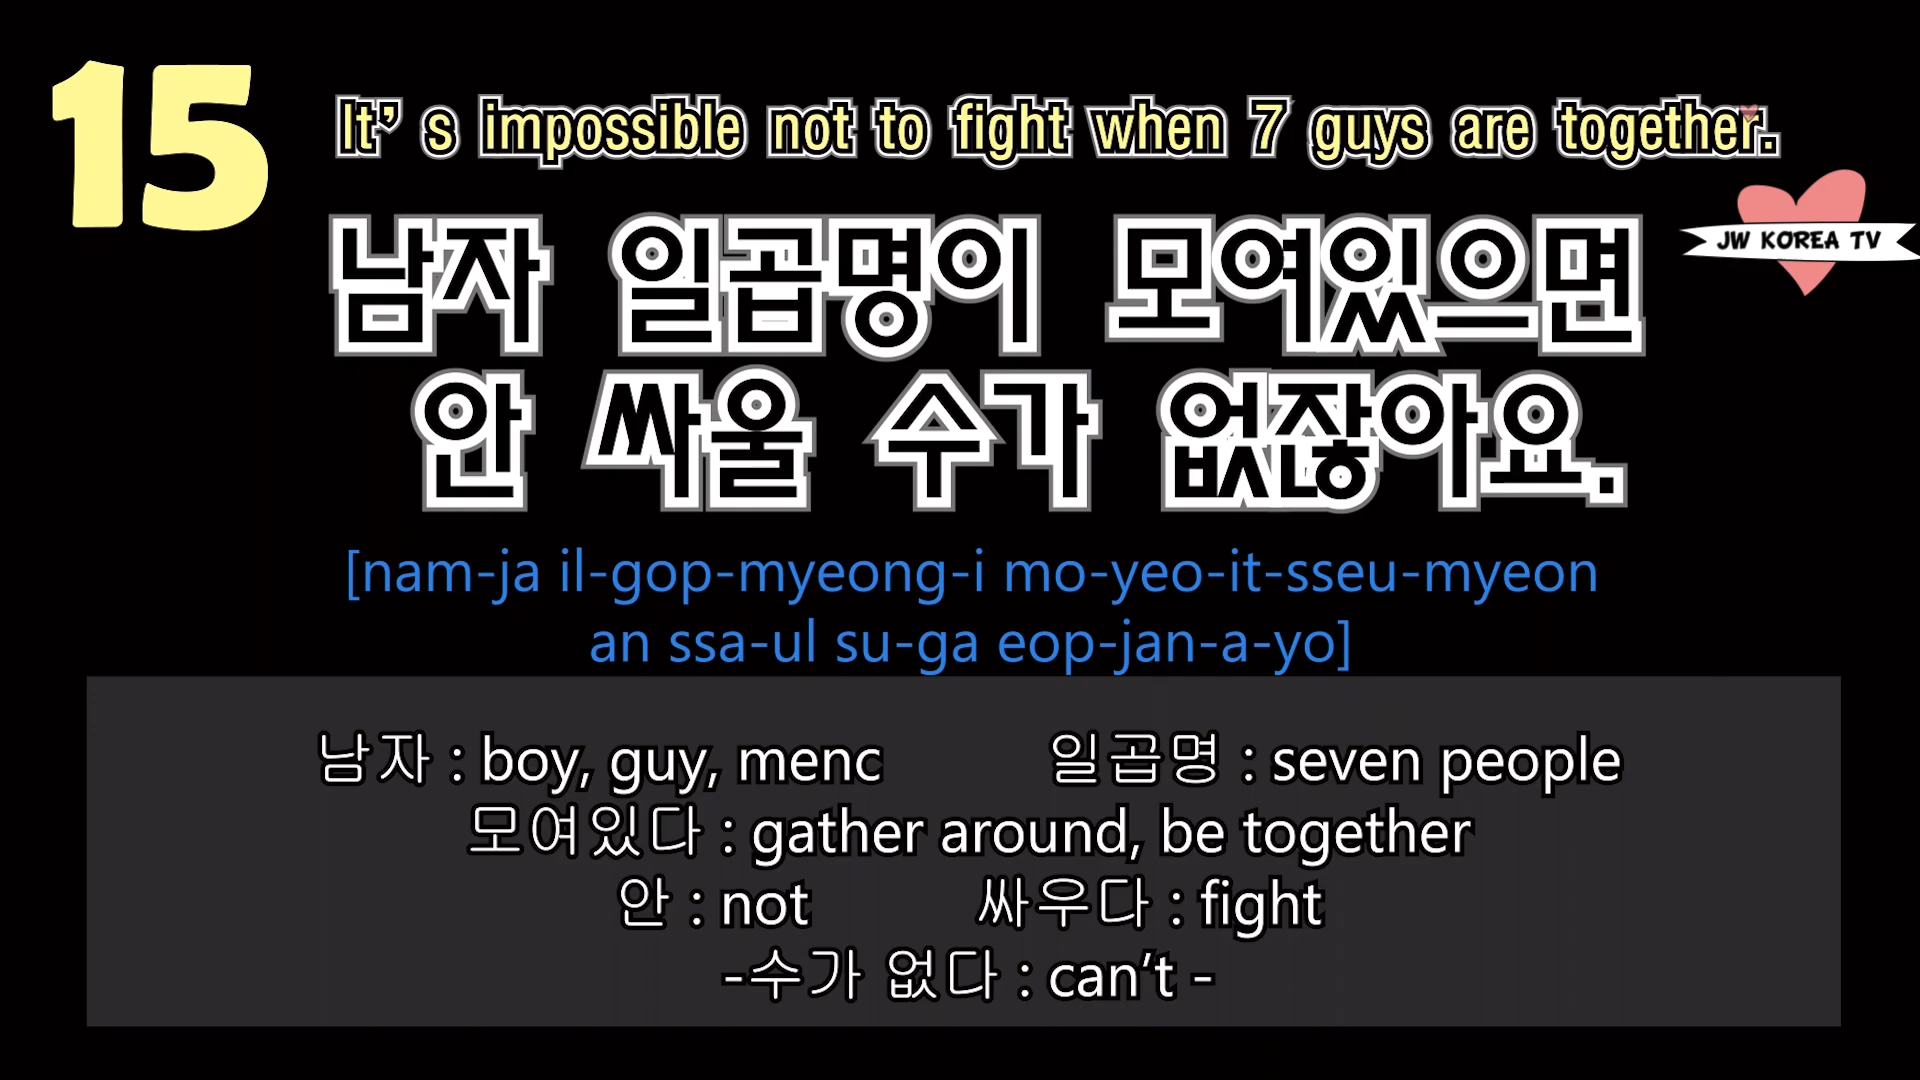 15
It’s impossible not to fight when 7 guys are together.
JW KOREA TV
남자 일곱명이 모여있으면
안 싸울 수가 없잖아요.
[nam-ja il-gop-myeong-i mo-yeo-it-sseu-myeon
an ssa-ul su-ga eop-jan-a-yo]
남자 : boy, guy, menc 일곱명 : seven people
모여있다 : gather around, be together
안 : not 싸우다 : fight
-수가 없다 : can’t -